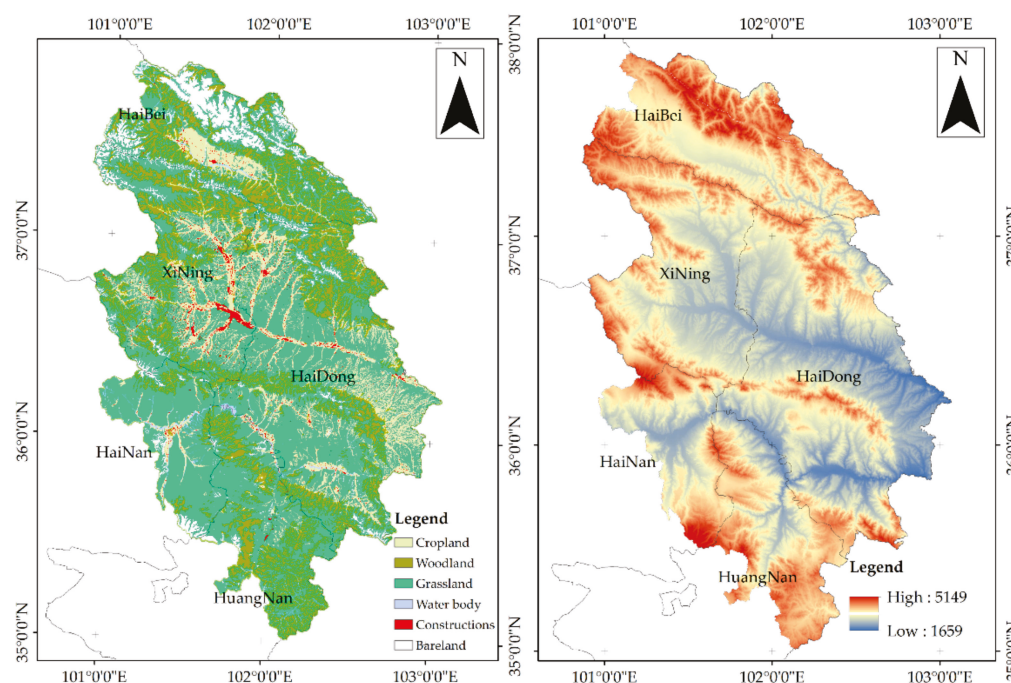 101°0'0"E
102°0'0"E
103°0'0"E
38°0'0"N
37°0'0"N
36°0'0"N
35°0'0"N
N
HaiBei
XiNing
HaiDong
HaiNan
HuangNan
Legend
Cropland
Woodland
Grassland
Water body
Constructions
Bareland
101°0'0"E
102°0'0"E
103°0'0"E
101°0'0"E
102°0'0"E
103°0'0"E
38°0'0"N
37°0'0"N
36°0'0"N
35°0'0"N
N
HaiBei
XiNing
HaiDong
HaiNan
HuangNan
Legend
High : 5149
Low : 1659
101°0'0"E
102°0'0"E
103°0'0"E